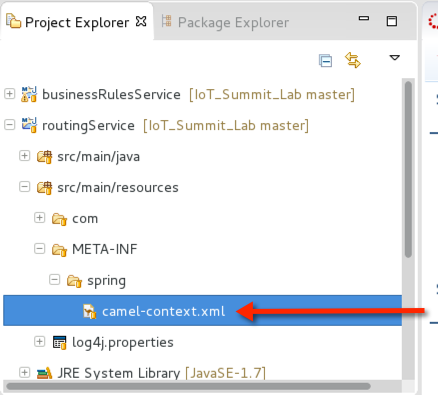 Project Explorer Package Explorer
businessRulesService [IoT_Summit_Lab master]
routingService [IoT_Summit_Lab master]
src/main/java
src/main/resources
com
META-INF
spring
camel-context.xml
log4j.properties
JRE System Library [JavaSE-1.7]